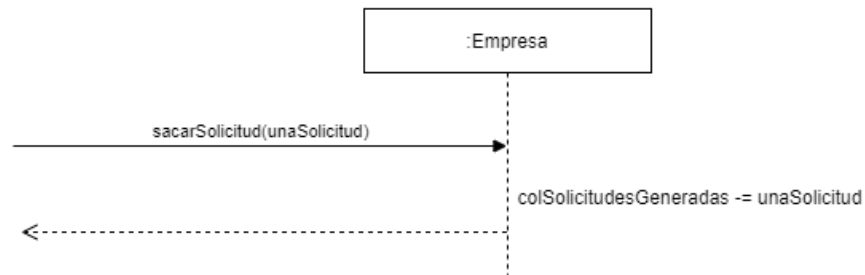 :Empresa
sacarSolicitud(unaSolicitud)
colSolicitudesGeneradas -= unaSolicitud